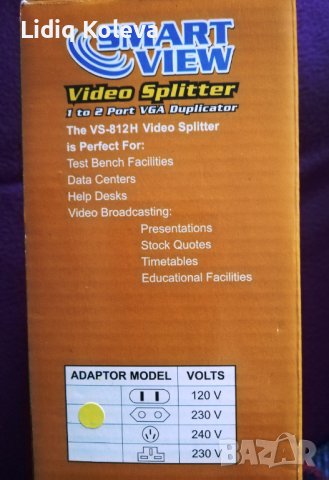 Lidiq Koleva
SMART
VIEW
Video Splitter
1 to 2 Port VGA Duplicator
The VS-812H Video Splitter
is Perfect For:
Test Bench Facilities
Data Centers
Help Desks
Video Broadcasting:
Presentations
Stock Quotes
Timetables
Educational Facilities
ADAPTOR MODEL VOLTS
120 V
230 V
240 V
230 V
BAZAR